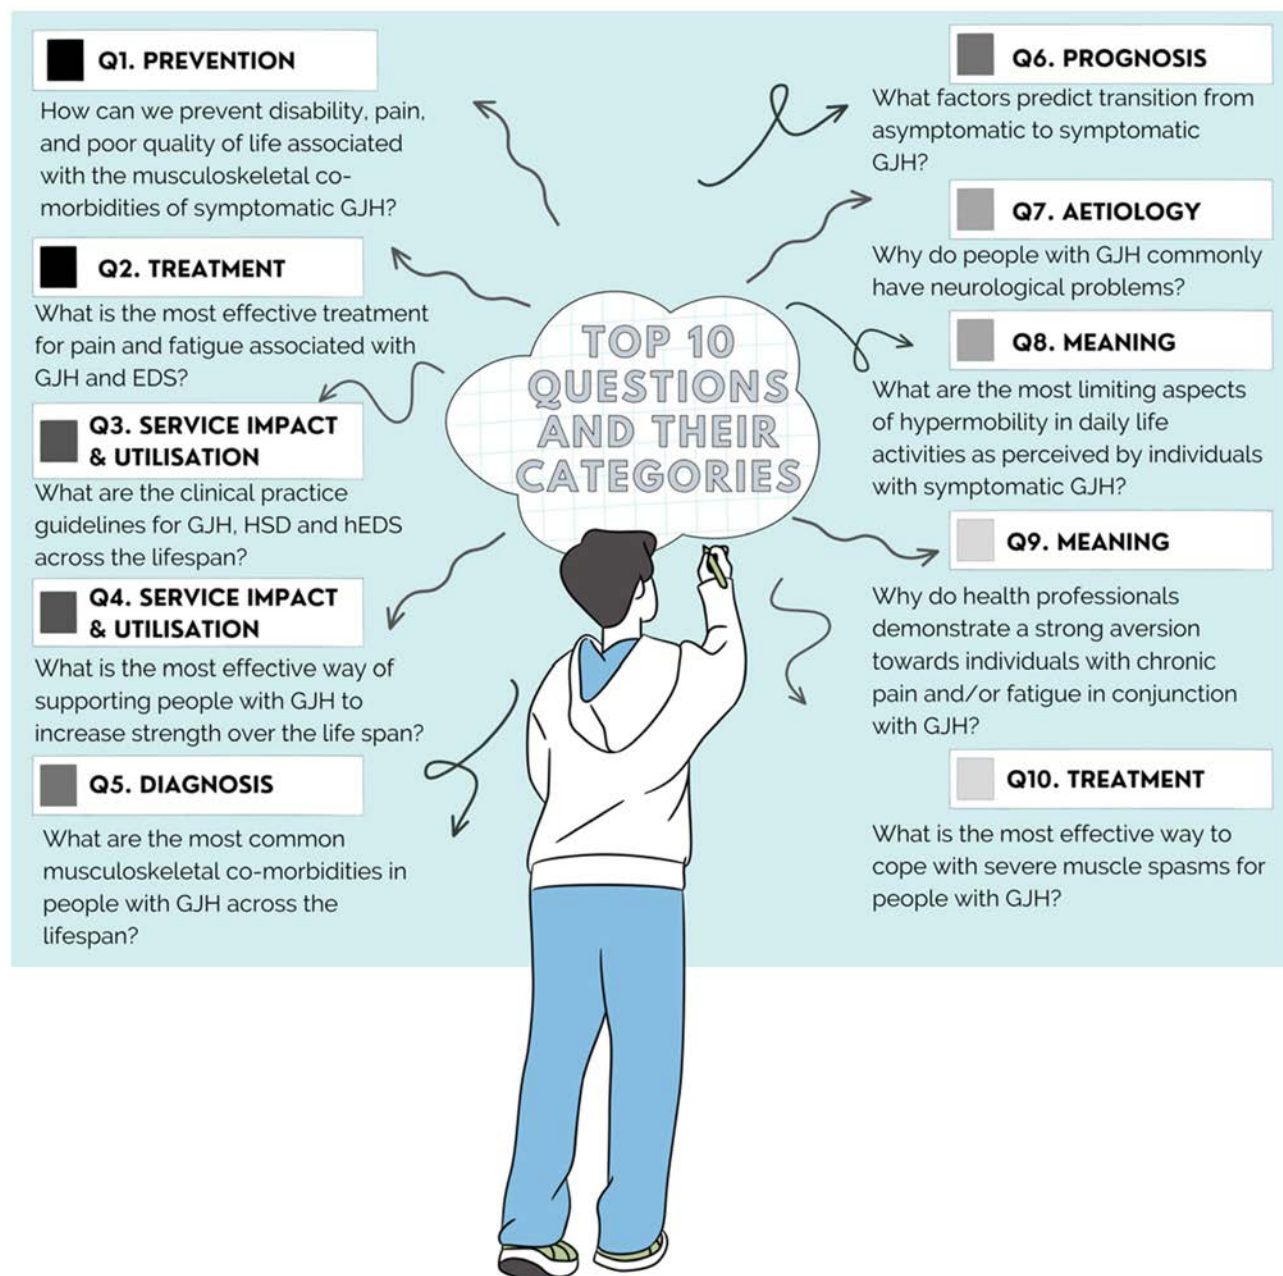 Q1. PREVENTION
How can we prevent disability, pain,
and poor quality of life associated
with the musculoskeletal co-
morbidities of symptomatic GJH?
Q2. TREATMENT
What is the most effective treatment
for pain and fatigue associated with
GJH and EDS?
Q3. SERVICE IMPACT
& UTILISATION
What are the clinical practice
guidelines for GJH, HSD and hEDS
across the lifespan?
Q4. SERVICE IMPACT
& UTILISATION
What is the most effective way of
supporting people with GJH to
increase strength over the life span?
Q5. DIAGNOSIS
What are the most common
musculoskeletal co-morbidities in
people with GJH across the
lifespan?
TOP 10
QUESTIONS
AND THEIR
CATEGORIES
Q6. PROGNOSIS
What factors predict transition from
asymptomatic to symptomatic
GJH?
Q7. AETIOLOGY
Why do people with GJH commonly
have neurological problems?
Q8. MEANING
What are the most limiting aspects
of hypermobility in daily life
activities as perceived by individuals
with symptomatic GJH?
Q9. MEANING
Why do health professionals
demonstrate a strong aversion
towards individuals with chronic
pain and/or fatigue in conjunction
with GJH?
Q10. TREATMENT
What is the most effective way to
cope with severe muscle spasms for
people with GJH?